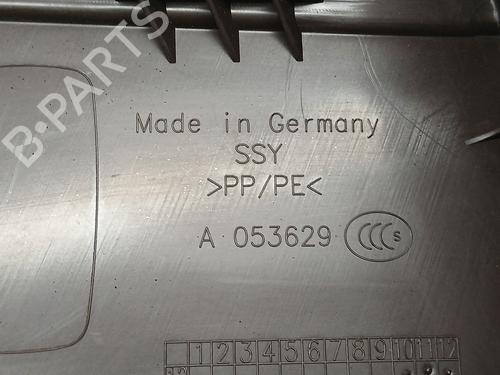 B-PARTS
Made in Germany
SSY
>PP/PE<
A 053629 CCC S
1 2 3 4 5 6 7 8 9 10 11 12